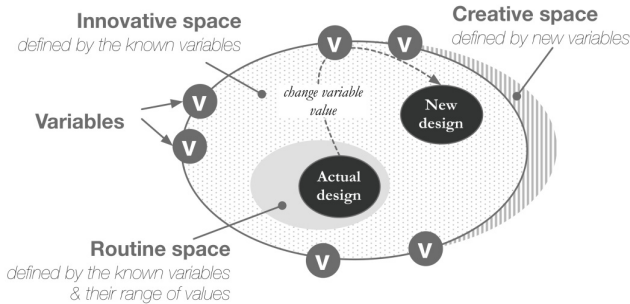 Innovative space
defined by the known variables
Creative space
defined by new variables
V
V
change variable
value
New
design
V
Variables
V
Actual
design
Routine space
defined by the known variables
& their range of values
V
V